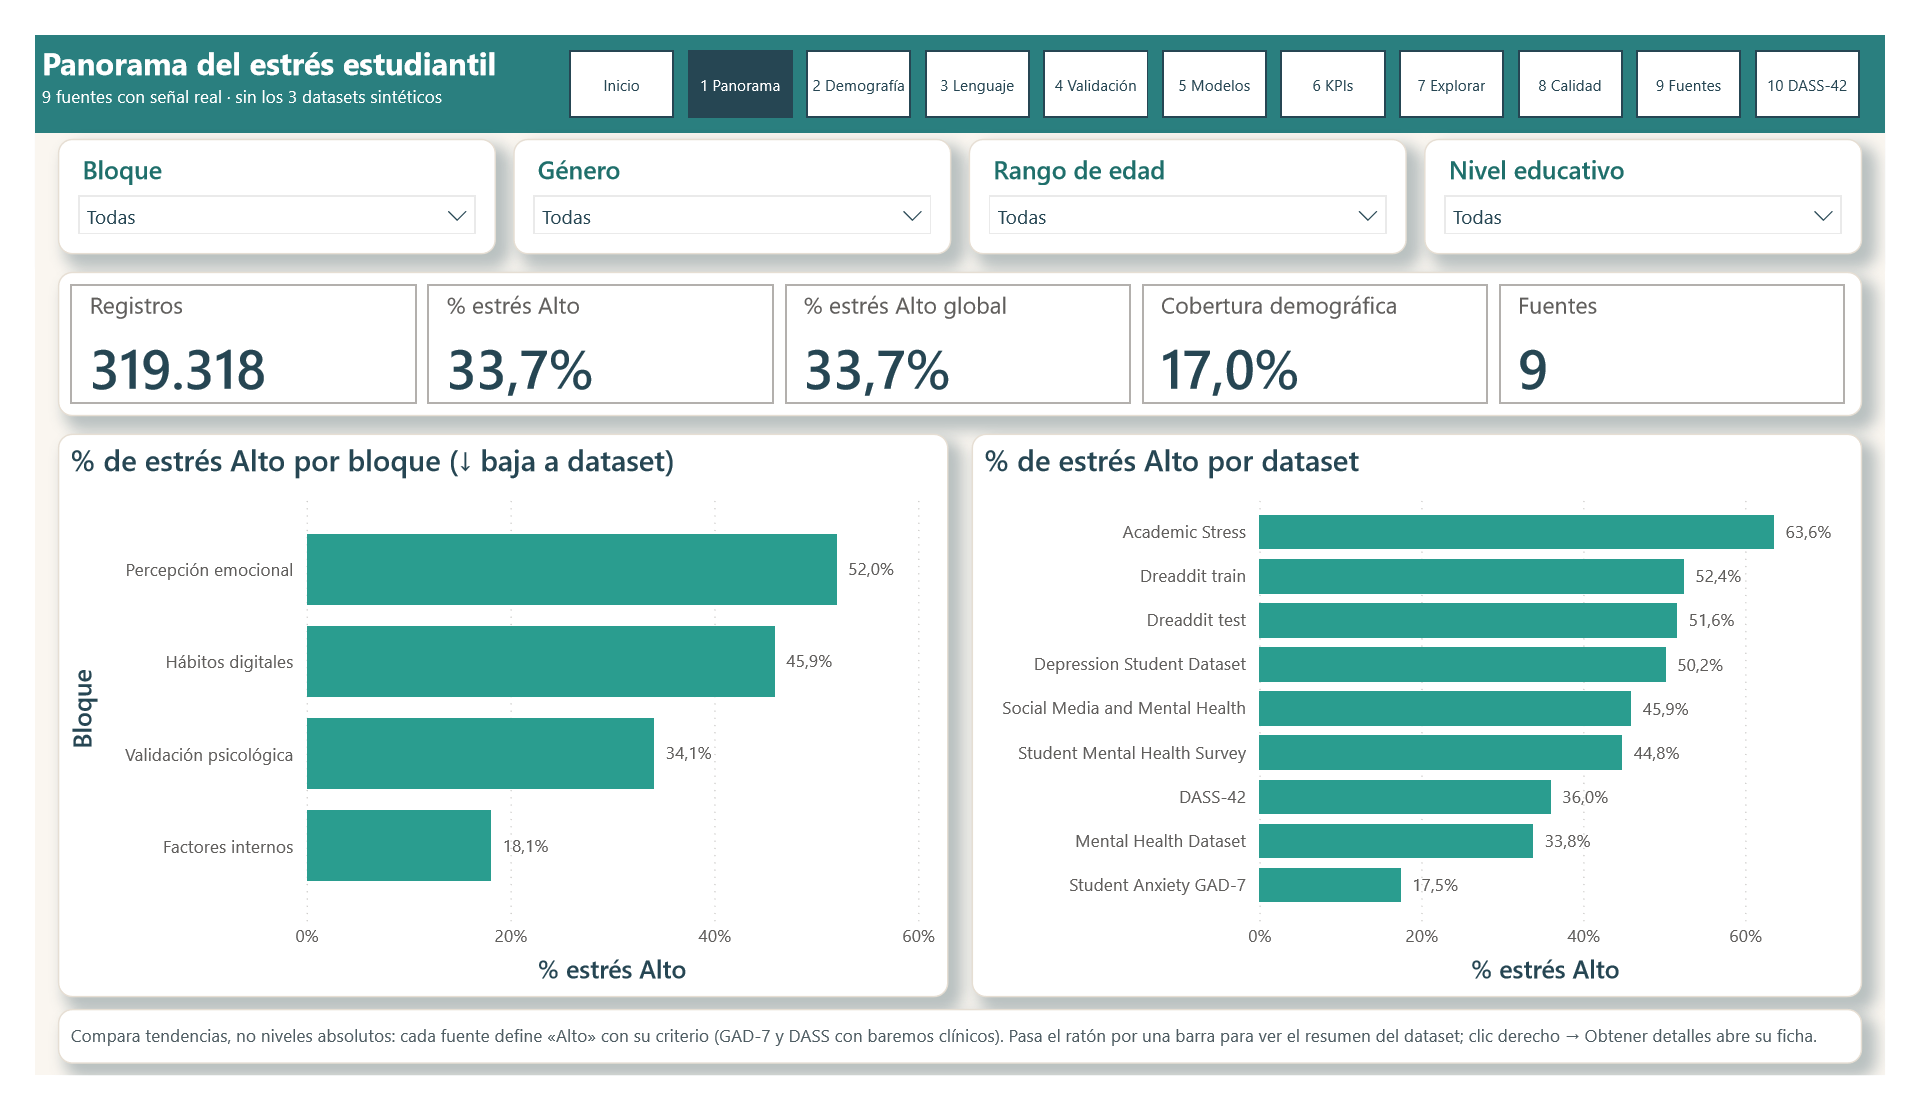 Panorama del estrés estudiantil
9 fuentes con señal real · sin los 3 datasets sintéticos
Inicio
1 Panorama
2 Demografía
3 Lenguaje
4 Validación
5 Modelos
6 KPIs
7 Explorar
8 Calidad
9 Fuentes
10 DASS-42
Bloque
Todas
Género
Todas
Rango de edad
Todas
Nivel educativo
Todas
Registros
319.318
% estrés Alto
33,7%
% estrés Alto global
33,7%
Cobertura demográfica
17,0%
Fuentes
9
% de estrés Alto por bloque (↓ baja a dataset)
Bloque
Percepción emocional
52,0%
Hábitos digitales
45,9%
Validación psicológica
34,1%
Factores internos
18,1%
0%
20%
40%
60%
% estrés Alto
% de estrés Alto por dataset
Academic Stress
63,6%
Dreaddit train
52,4%
Dreaddit test
51,6%
Depression Student Dataset
50,2%
Social Media and Mental Health
45,9%
Student Mental Health Survey
44,8%
DASS-42
36,0%
Mental Health Dataset
33,8%
Student Anxiety GAD-7
17,5%
0%
20%
40%
60%
% estrés Alto
Compara tendencias, no niveles absolutos: cada fuente define «Alto» con su criterio (GAD-7 y DASS con baremos clínicos). Pasa el ratón por una barra para ver el resumen del dataset; clic derecho → Obtener detalles abre su ficha.